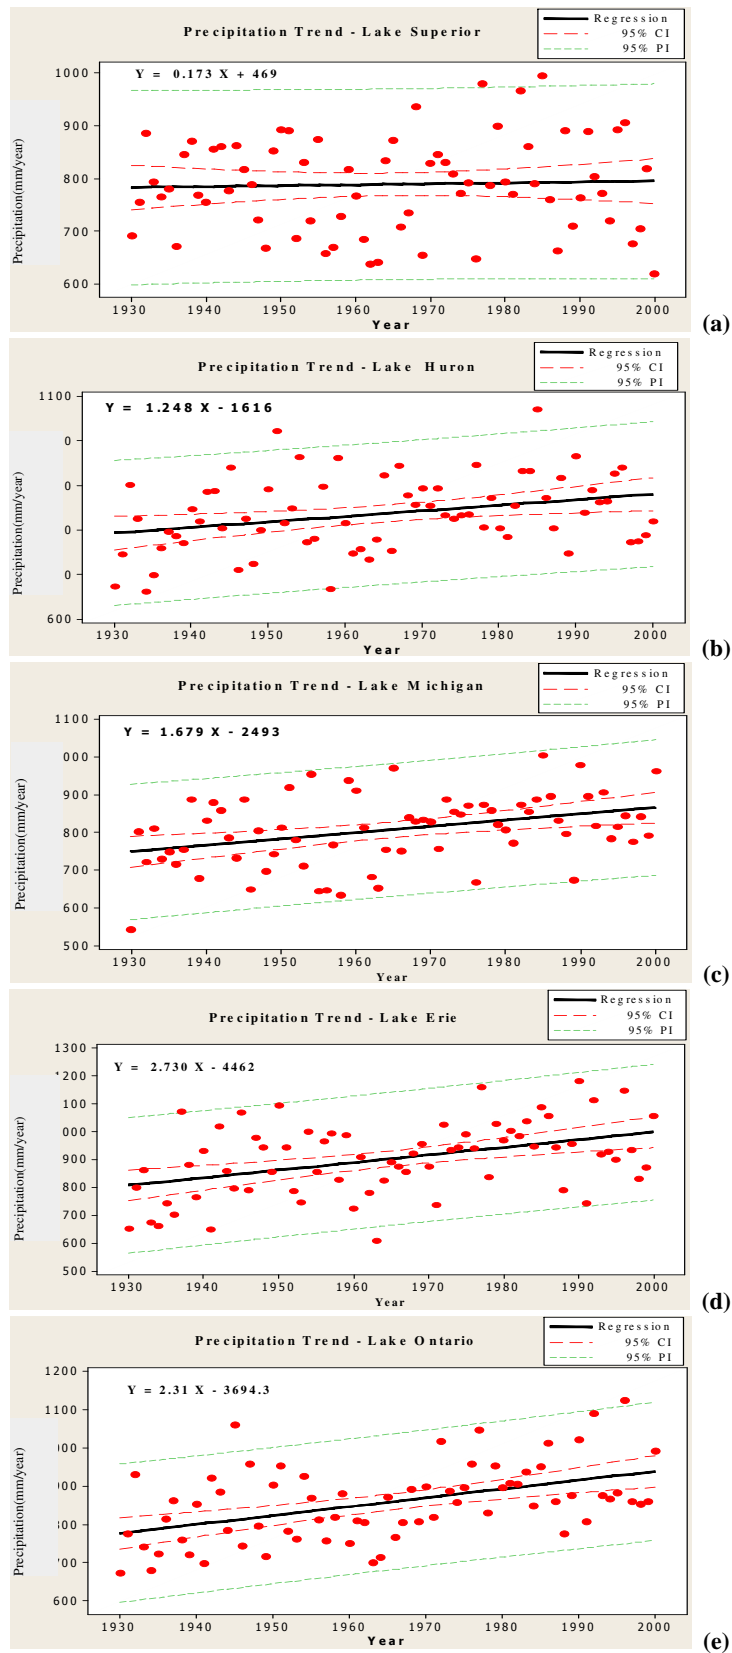 Precipitation Trend - Lake Superior
Regression
95% CI
95% PI
Y = 0.173 X + 469
Precipitation(mm/year)
1000
900
800
700
600
1930 1940 1950 1960 1970 1980 1990 2000
Year
(a)
Precipitation Trend - Lake Huron
Regression
95% CI
95% PI
Y = 1.248 X - 1616
Precipitation(mm/year)
1100
0
0
0
0
600
1930 1940 1950 1960 1970 1980 1990 2000
Year
(b)
Precipitation Trend - Lake Michigan
Regression
95% CI
95% PI
Y = 1.679 X - 2493
Precipitation(mm/year)
1100
000
900
800
700
600
500
1930 1940 1950 1960 1970 1980 1990 2000
Year
(c)
Precipitation Trend - Lake Erie
Regression
95% CI
95% PI
Y = 2.730 X - 4462
Precipitation(mm/year)
1300
1200
100
000
900
800
700
600
500
1930 1940 1950 1960 1970 1980 1990 2000
Year
(d)
Precipitation Trend - Lake Ontario
Regression
95% CI
95% PI
Y = 2.31 X - 3694.3
Precipitation(mm/year)
1200
1100
000
900
800
700
600
1930 1940 1950 1960 1970 1980 1990 2000
Year
(e)